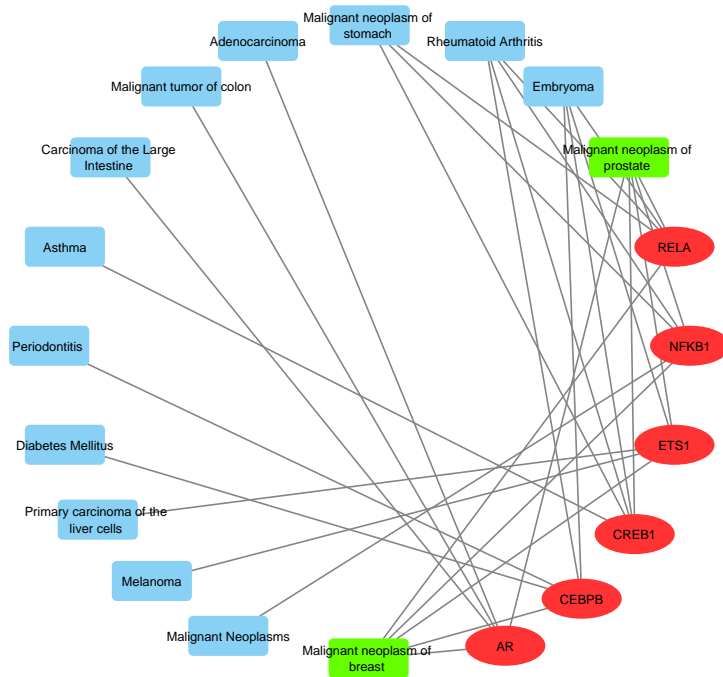 Malignant neoplasm of
stomach
Adenocarcinoma
Rheumatoid Arthritis
Malignant tumor of colon
Embryoma
Carcinoma of the Large
Intestine
Malignant neoplasm of
prostate
Asthma
RELA
Periodontitis
NFKB1
Diabetes Mellitus
ETS1
Primary carcinoma of the
liver cells
CREB1
Melanoma
CEBPB
Malignant Neoplasms
Malignant neoplasm of
breast
AR